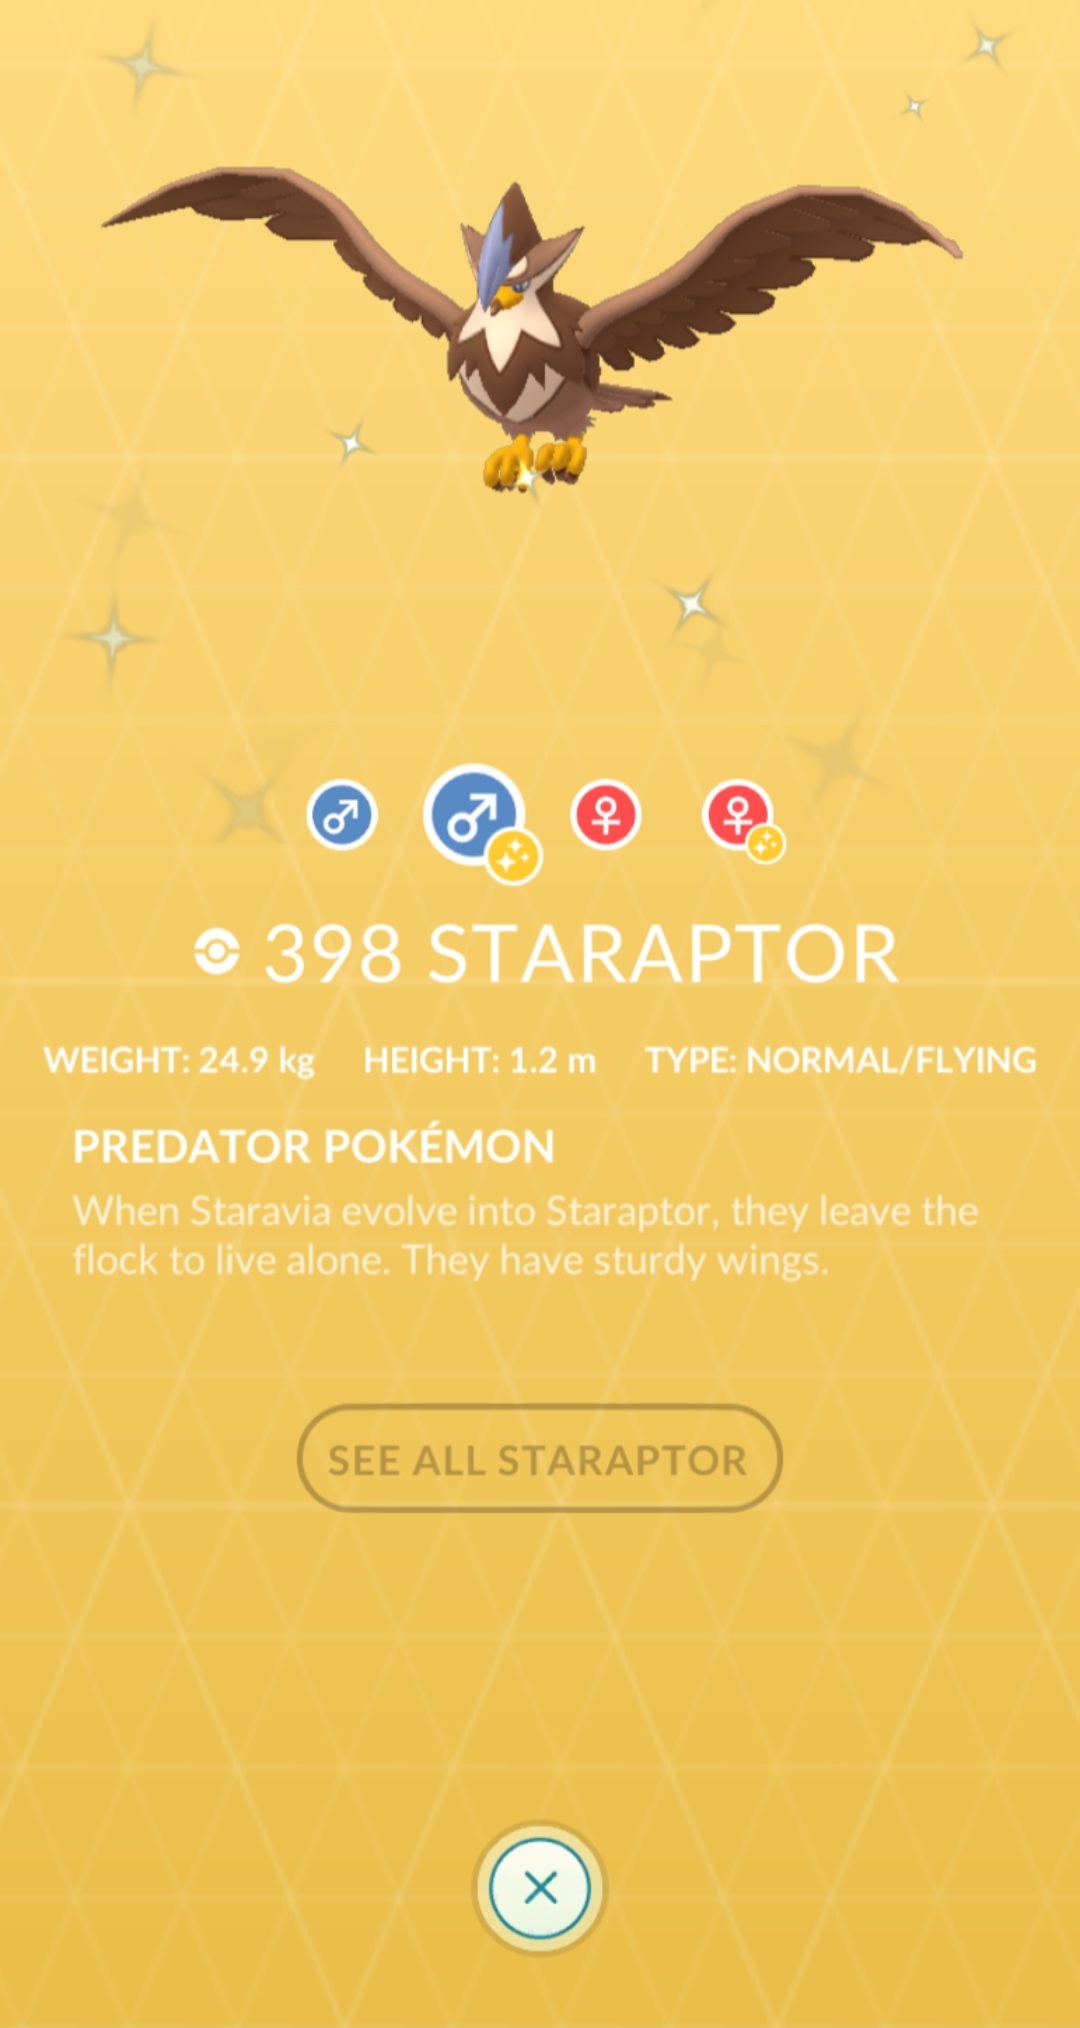 398 STARAPTOR
WEIGHT: 24.9 kg HEIGHT: 1.2 m TYPE: NORMAL/FLYING
PREDATOR POKÉMON
When Staravia evolve into Staraptor, they leave the
flock to live alone. They have sturdy wings.
SEE ALL STARAPTOR